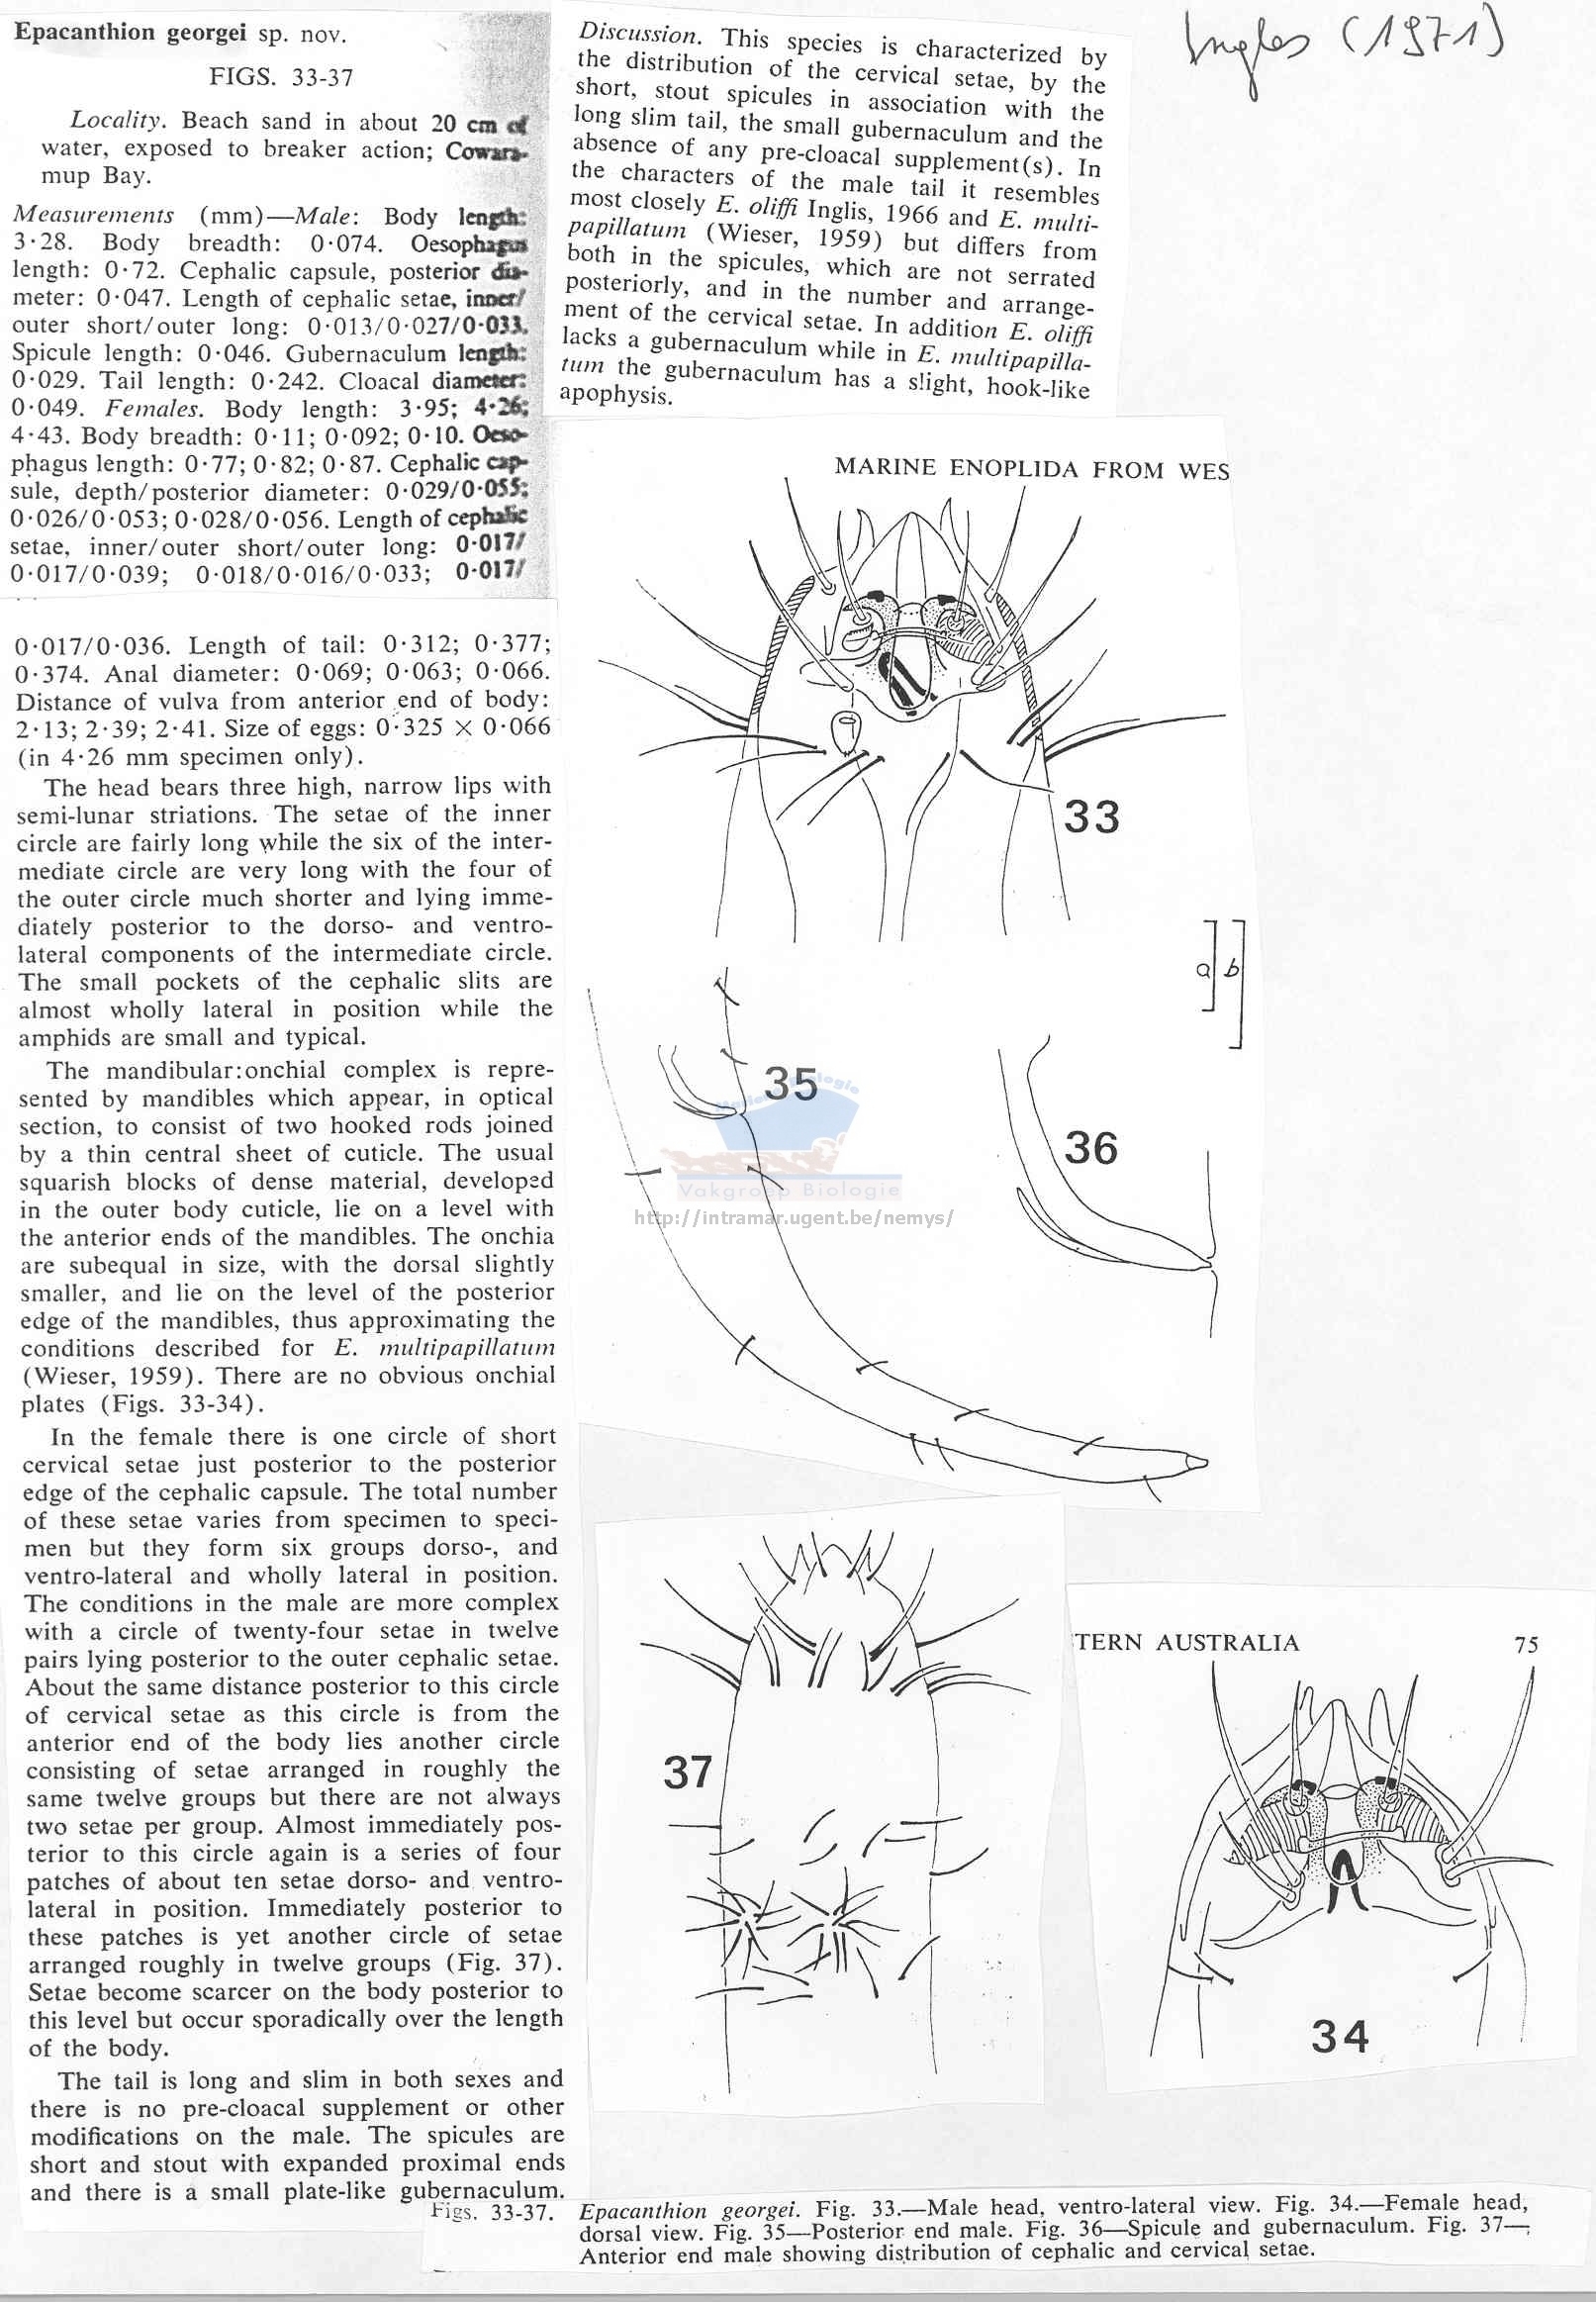 Epacanthion georgei sp. nov.
FIGS. 33-37
Locality. Beach sand in about 20 cm of
water, exposed to breaker action; Cowara-
mup Bay.
Measurements (mm)—Male: Body length:
3·28. Body breadth: 0·074. Oesophagus
length: 0·72. Cephalic capsule, posterior dia-
meter: 0·047. Length of cephalic setae, inner/
outer short/outer long: 0·013/0·027/0·033.
Spicule length: 0·046. Gubernaculum length:
0·029. Tail length: 0·242. Cloacal diameter:
0·049. Females. Body length: 3·95; 4·26;
4·43. Body breadth: 0·11; 0·092; 0·10. Oeso-
phagus length: 0·77; 0·82; 0·87. Cephalic cap-
sule, depth/posterior diameter: 0·029/0·055;
0·026/0·053; 0·028/0·056. Length of cephalic
setae, inner/outer short/outer long: 0·017/
0·017/0·039; 0·018/0·016/0·033; 0·017/
0·017/0·036. Length of tail: 0·312; 0·377;
0·374. Anal diameter: 0·069; 0·063; 0·066.
Distance of vulva from anterior end of body:
2·13; 2·39; 2·41. Size of eggs: 0·325 × 0·066
(in 4·26 mm specimen only).
The head bears three high, narrow lips with
semi-lunar striations. The setae of the inner
circle are fairly long while the six of the inter-
mediate circle are very long with the four of
the outer circle much shorter and lying imme-
diately posterior to the dorso- and ventro-
lateral components of the intermediate circle.
The small pockets of the cephalic slits are
almost wholly lateral in position while the
amphids are small and typical.
The mandibular:onchial complex is repre-
sented by mandibles which appear, in optical
section, to consist of two hooked rods joined
by a thin central sheet of cuticle. The usual
squarish blocks of dense material, developed
in the outer body cuticle, lie on a level with
the anterior ends of the mandibles. The onchia
are subequal in size, with the dorsal slightly
smaller, and lie on the level of the posterior
edge of the mandibles, thus approximating the
conditions described for E. multipapillatum
(Wieser, 1959). There are no obvious onchial
plates (Figs. 33-34).
In the female there is one circle of short
cervical setae just posterior to the posterior
edge of the cephalic capsule. The total number
of these setae varies from specimen to speci-
men but they form six groups dorso-, and
ventro-lateral and wholly lateral in position.
The conditions in the male are more complex
with a circle of twenty-four setae in twelve
pairs lying posterior to the outer cephalic setae.
About the same distance posterior to this circle
of cervical setae as this circle is from the
anterior end of the body lies another circle
consisting of setae arranged in roughly the
same twelve groups but there are not always
two setae per group. Almost immediately pos-
terior to this circle again is a series of four
patches of about ten setae dorso- and ventro-
lateral in position. Immediately posterior to
these patches is yet another circle of setae
arranged roughly in twelve groups (Fig. 37).
Setae become scarcer on the body posterior to
this level but occur sporadically over the length
of the body.
The tail is long and slim in both sexes and
there is no pre-cloacal supplement or other
modifications on the male. The spicules are
short and stout with expanded proximal ends
and there is a small plate-like gubernaculum.
Discussion. This species is characterized by
the distribution of the cervical setae, by the
short, stout spicules in association with the
long slim tail, the small gubernaculum and the
absence of any pre-cloacal supplement(s). In
the characters of the male tail it resembles
most closely E. oliffi Inglis, 1966 and E. multi-
papillatum (Wieser, 1959) but differs from
both in the spicules, which are not serrated
posteriorly, and in the number and arrange-
ment of the cervical setae. In addition E. oliffi
lacks a gubernaculum while in E. multipapilla-
tum the gubernaculum has a slight, hook-like
apophysis.
Ingles (1971)
MARINE ENOPLIDA FROM WES
33
a b
35
36
Mariene Biologie
Vakgroep Biologie
http://intramar.ugent.be/nemys/
37
TERN AUSTRALIA 75
34
Figs. 33-37. Epacanthion georgei. Fig. 33.—Male head, ventro-lateral view. Fig. 34.—Female head,
dorsal view. Fig. 35—Posterior end male. Fig. 36—Spicule and gubernaculum. Fig. 37—
Anterior end male showing distribution of cephalic and cervical setae.